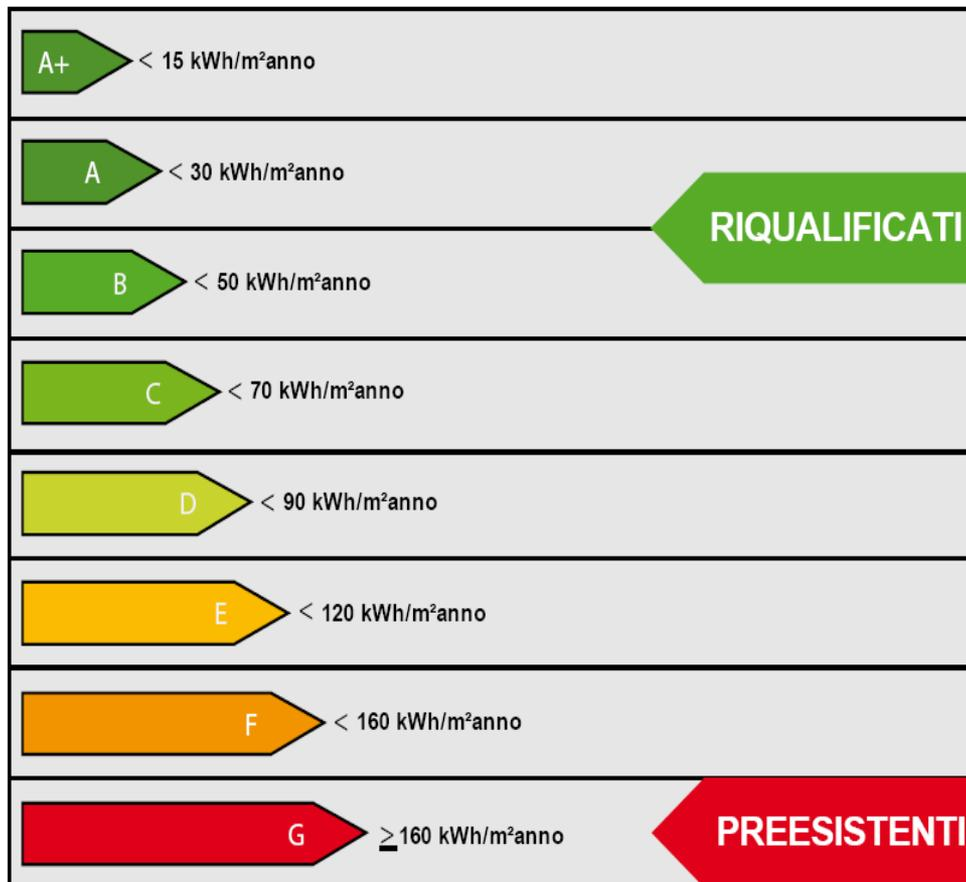 A+ < 15 kWh/m²anno
A < 30 kWh/m²anno
RIQUALIFICATI
B < 50 kWh/m²anno
C < 70 kWh/m²anno
D < 90 kWh/m²anno
E < 120 kWh/m²anno
F < 160 kWh/m²anno
G ≥160 kWh/m²anno
PREESISTENTI